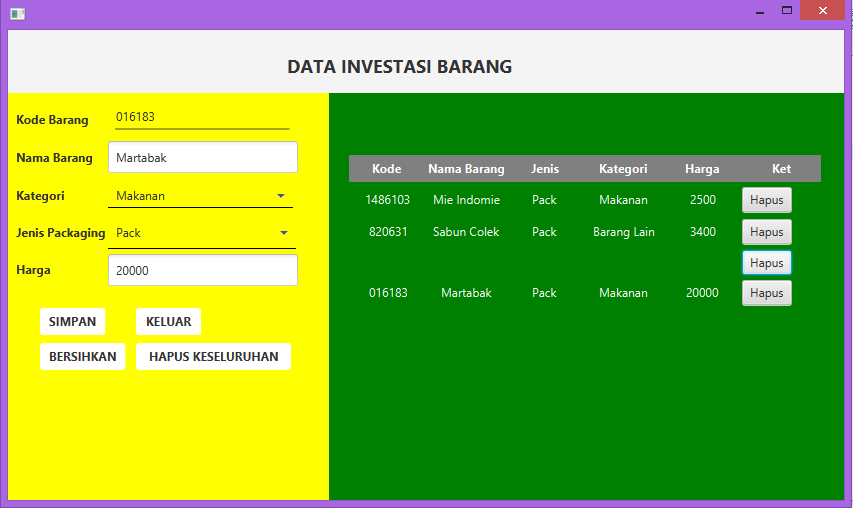 DATA INVESTASI BARANG
Kode Barang 016183
Nama Barang Martabak
Kategori Makanan
Jenis Packaging Pack
Harga 20000
SIMPAN KELUAR
BERSIHKAN HAPUS KESELURUHAN
Kode Nama Barang Jenis Kategori Harga Ket
1486103 Mie Indomie Pack Makanan 2500 Hapus
820631 Sabun Colek Pack Barang Lain 3400 Hapus
Hapus
016183 Martabak Pack Makanan 20000 Hapus